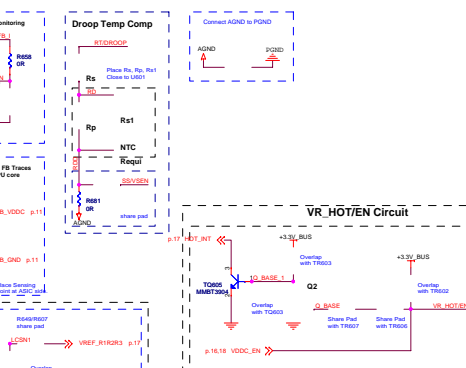 onitoring
FB_I
R658
0R
N
FB Traces
PU core
B_VDDC p.11
B_GND p.11
lace Sensing
oint at ASIC side.
Droop Temp Comp
RT/DROOP
Place Rs, Rp, Rs1
Close to U601
Rs
RD
Rs1
Rp
NTC
Requi
SS/VSEN
R681
0R
share pad
AGND
Connect AGND to PGND
AGND
PGND
VR_HOT/EN Circuit
p.17 HOT_INT
+3.3V_BUS
Overlap
with TR603
+3.3V_BUS
TQ605
MMBT3904
Q_BASE_1
Q2
Overlap
with TR602
Overlap
with TQ603
Q_BASE
VR_HOT/EN
Share Pad
with TR607
Share Pad
with TR606
p.16,18 VDDC_EN
R649/R607
share pad
LCSN1
VREF_R1R2R3 p.17
Overlap